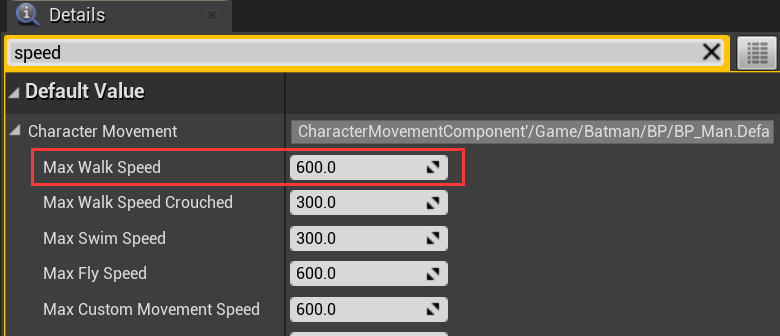 Details
speed
Default Value
Character Movement CharacterMovementComponent'/Game/Batman/BP/BP_Man.Defa
Max Walk Speed 600.0
Max Walk Speed Crouched 300.0
Max Swim Speed 300.0
Max Fly Speed 600.0
Max Custom Movement Speed 600.0